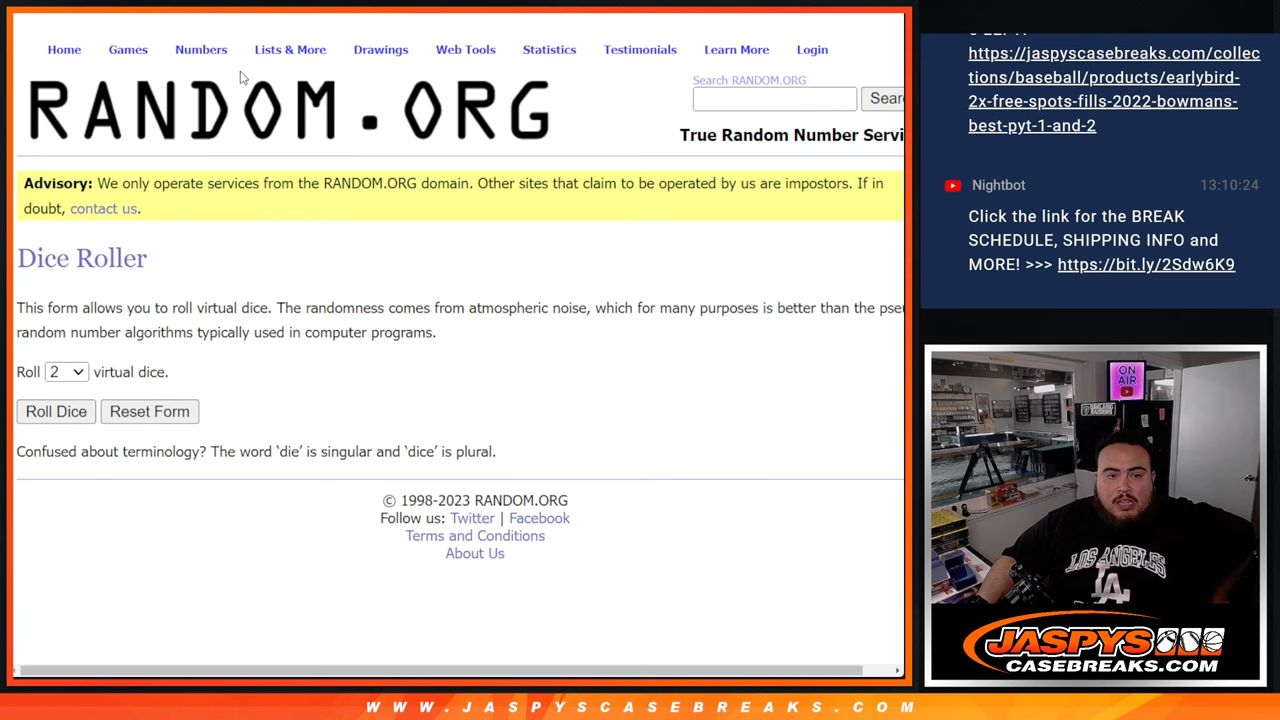 Home Games Numbers Lists & More Drawings Web Tools Statistics Testimonials Learn More Login
RANDOM.ORG
Search RANDOM.ORG
True Random Number Servi
Advisory: We only operate services from the RANDOM.ORG domain. Other sites that claim to be operated by us are impostors. If in
doubt, contact us.
Dice Roller
This form allows you to roll virtual dice. The randomness comes from atmospheric noise, which for many purposes is better than the pseu
random number algorithms typically used in computer programs.
Roll 2 virtual dice.
Roll Dice Reset Form
Confused about terminology? The word ‘die’ is singular and ‘dice’ is plural.
© 1998-2023 RANDOM.ORG
Follow us: Twitter | Facebook
Terms and Conditions
About Us
https://jaspyscasebreaks.com/collec
tions/baseball/products/earlybird-
2x-free-spots-fills-2022-bowmans-
best-pyt-1-and-2
Nightbot 13:10:24
Click the link for the BREAK
SCHEDULE, SHIPPING INFO and
MORE! >>> https://bit.ly/2Sdw6K9
ON
AIR
OAKLAND
RAIDERS
LOS ANGELES
LA
JASPYS
CASEBREAKS.COM
WWW.JASPYSCASEBREAKS.COM